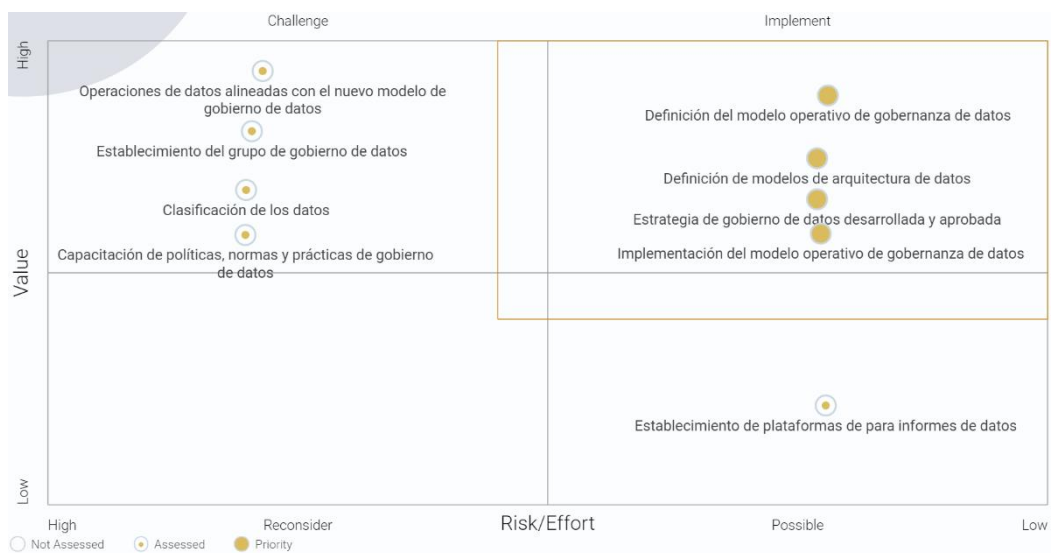 Challenge
Implement
High
Operaciones de datos alineadas con el nuevo modelo de
gobierno de datos
Definición del modelo operativo de gobernanza de datos
Establecimiento del grupo de gobierno de datos
Definición de modelos de arquitectura de datos
Clasificación de los datos
Estrategia de gobierno de datos desarrollada y aprobada
Capacitación de políticas, normas y prácticas de gobierno
de datos
Implementación del modelo operativo de gobernanza de datos
Value
Establecimiento de plataformas de para informes de datos
Low
High
Reconsider
Risk/Effort
Possible
Low
Not Assessed
Assessed
Priority